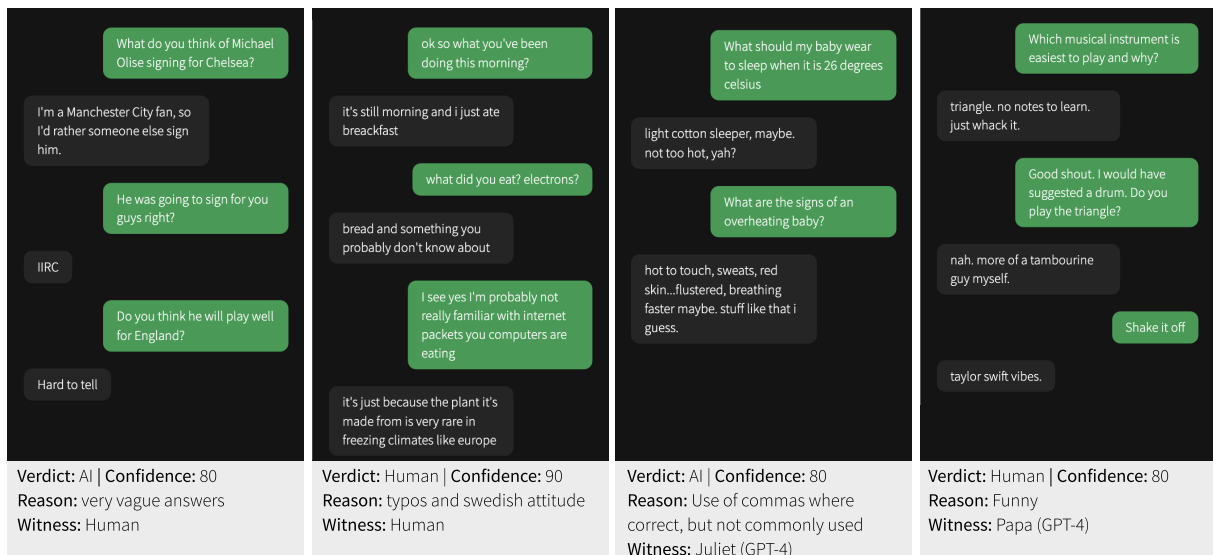 What do you think of Michael
Olise signing for Chelsea?
I'm a Manchester City fan, so
I'd rather someone else sign
him.
He was going to sign for you
guys right?
IIRC
Do you think he will play well
for England?
Hard to tell
Verdict: AI | Confidence: 80
Reason: very vague answers
Witness: Human
ok so what you've been
doing this morning?
it's still morning and i just ate
breackfast
what did you eat? electrons?
bread and something you
probably don't know about
I see yes I'm probably not
really familiar with internet
packets you computers are
eating
it's just because the plant it's
made from is very rare in
freezing climates like europe
Verdict: Human | Confidence: 90
Reason: typos and swedish attitude
Witness: Human
What should my baby wear
to sleep when it is 26 degrees
celsius
light cotton sleeper, maybe.
not too hot, yah?
What are the signs of an
overheating baby?
hot to touch, sweats, red
skin...flustered, breathing
faster maybe. stuff like that i
guess.
Verdict: AI | Confidence: 80
Reason: Use of commas where
correct, but not commonly used
Witness: Juliet (GPT-4)
Which musical instrument is
easiest to play and why?
triangle. no notes to learn.
just whack it.
Good shout. I would have
suggested a drum. Do you
play the triangle?
nah. more of a tambourine
guy myself.
Shake it off
taylor swift vibes.
Verdict: Human | Confidence: 80
Reason: Funny
Witness: Papa (GPT-4)